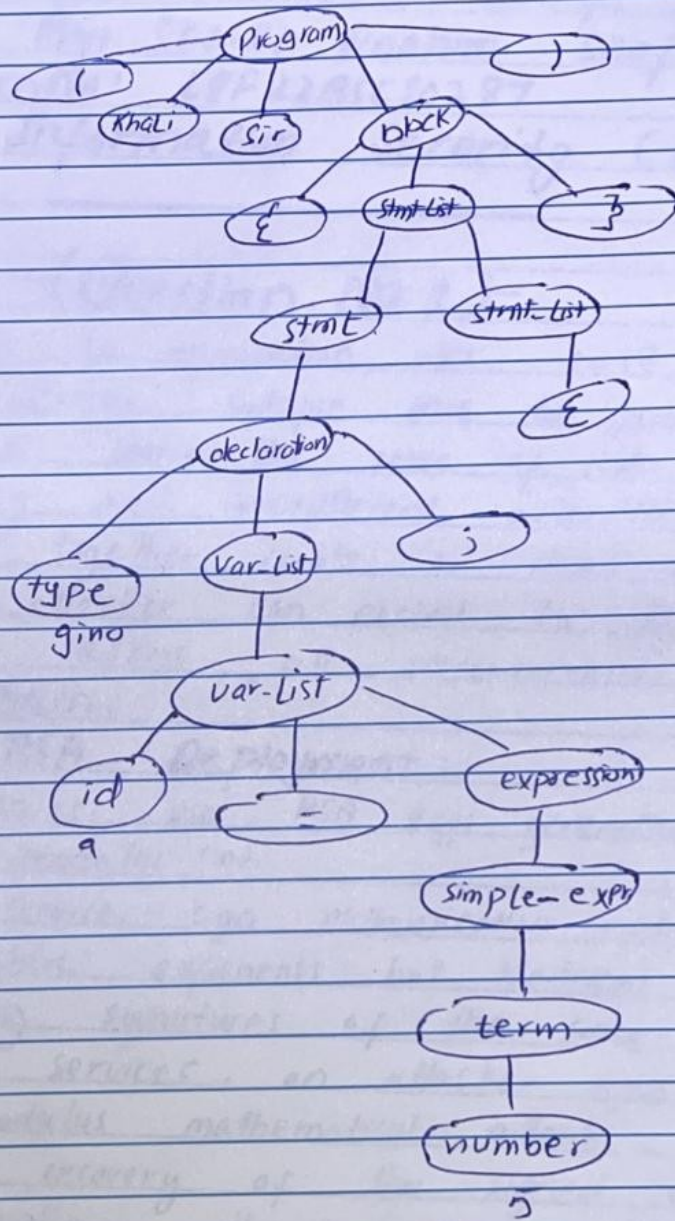 program
(
)
Khali
Sir
block
{
Stmt-List
}
Stmt
Stmt-List
ε
declaration
type
gino
Var-List
;
Var-List
id
a
=
expression
simple-expr
term
number
5